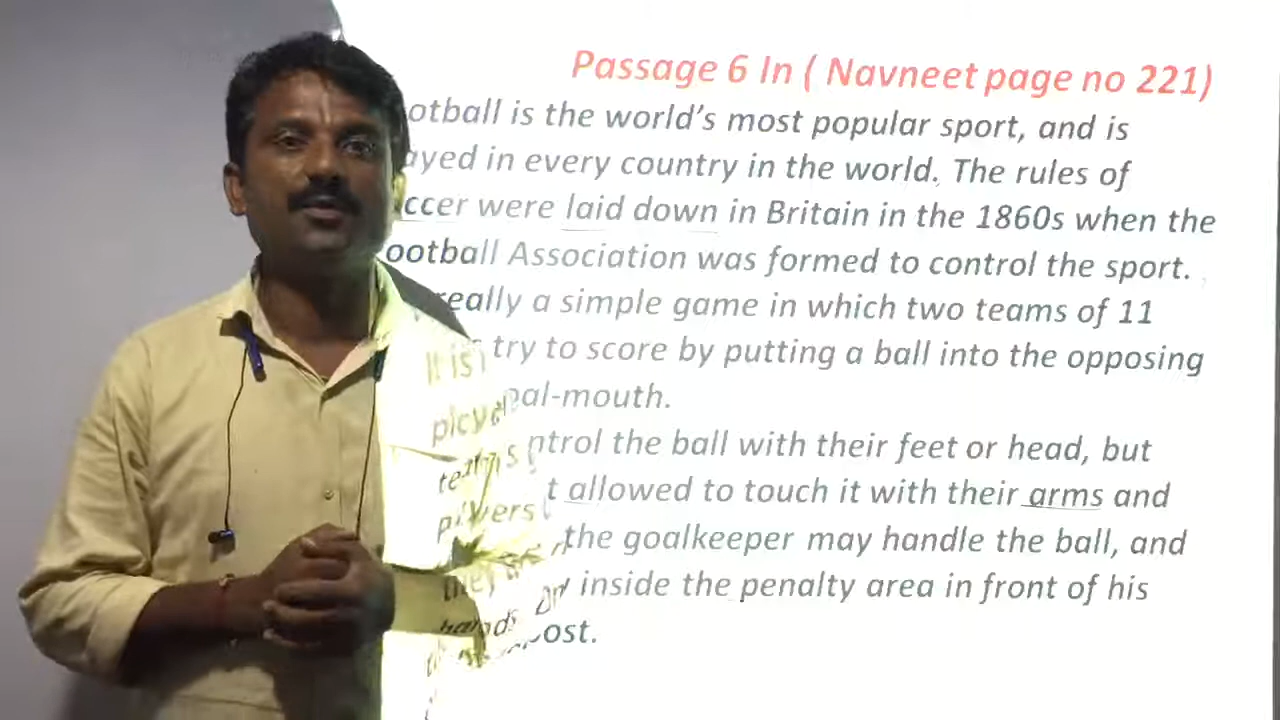 Passage 6 In ( Navneet page no 221)
ootball is the world's most popular sport, and is
ayed in every country in the world. The rules of
ccer were laid down in Britain in the 1860s when the
ootball Association was formed to control the sport.
It is really a simple game in which two teams of 11
try to score by putting a ball into the opposing
oal-mouth.
ntrol the ball with their feet or head, but
t allowed to touch it with their arms and
the goalkeeper may handle the ball, and
inside the penalty area in front of his
ost.